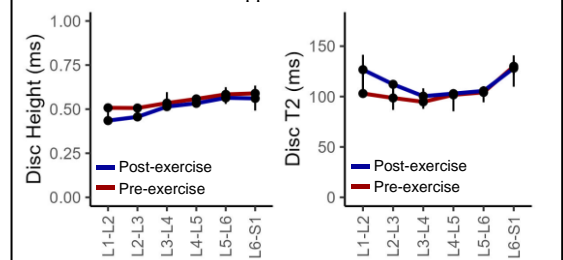 Disc Height (ms)
1.00
0.75
0.50
0.25
0.00
Post-exercise
Pre-exercise
L1-L2
L2-L3
L3-L4
L4-L5
L5-L6
L6-S1
Disc T2 (ms)
150
100
50
0
Post-exercise
Pre-exercise
L1-L2
L2-L3
L3-L4
L4-L5
L5-L6
L6-S1